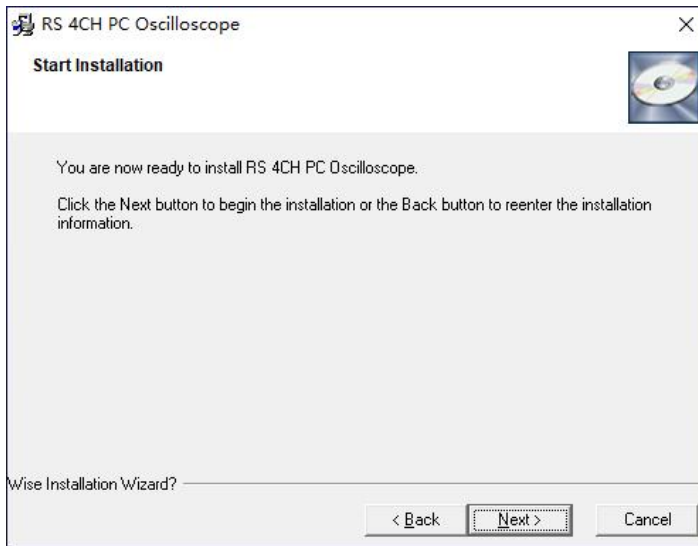 RS 4CH PC Oscilloscope
Start Installation
You are now ready to install RS 4CH PC Oscilloscope.
Click the Next button to begin the installation or the Back button to reenter the installation
information.
Wise Installation Wizard?
< Back Next > Cancel